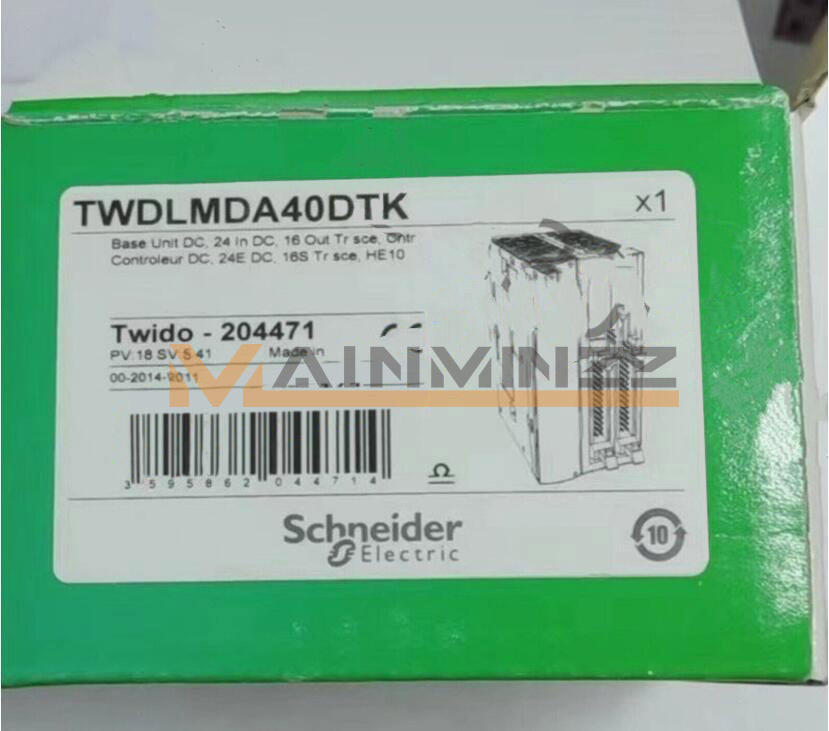 TWDLMDA40DTK
x1
Base Unit DC, 24 In DC, 16 Out Tr sce, Cntr
Controleur DC, 24E DC, 16S Tr sce, HE10
Twido - 204471
PV:18 SV:5.41 Made in
00-2014-2011
MAINMINEZZ
3 595862 044714
Schneider
Electric
10